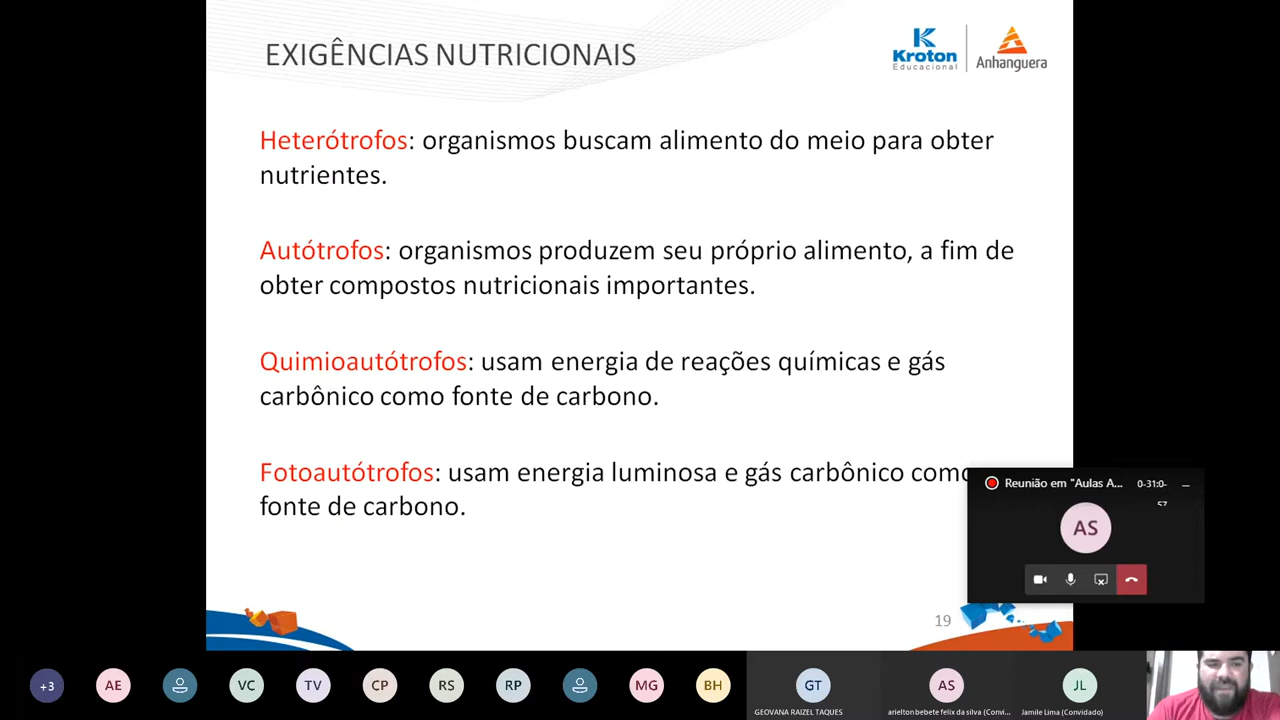 EXIGÊNCIAS NUTRICIONAIS
Kroton
Educacional
Anhanguera
Heterótrofos: organismos buscam alimento do meio para obter
nutrientes.
Autótrofos: organismos produzem seu próprio alimento, a fim de
obter compostos nutricionais importantes.
Quimioautótrofos: usam energia de reações químicas e gás
carbônico como fonte de carbono.
Fotoautótrofos: usam energia luminosa e gás carbônico como
fonte de carbono.
Reunião em "Aulas A... 0-31:0-
57
AS
19
+3 AE VC TV CP RS RP MG BH GT AS JL
GEOVANA RAIZEL TAQUES arielton bebete felix da silva (Convi... Jamile Lima (Convidado)